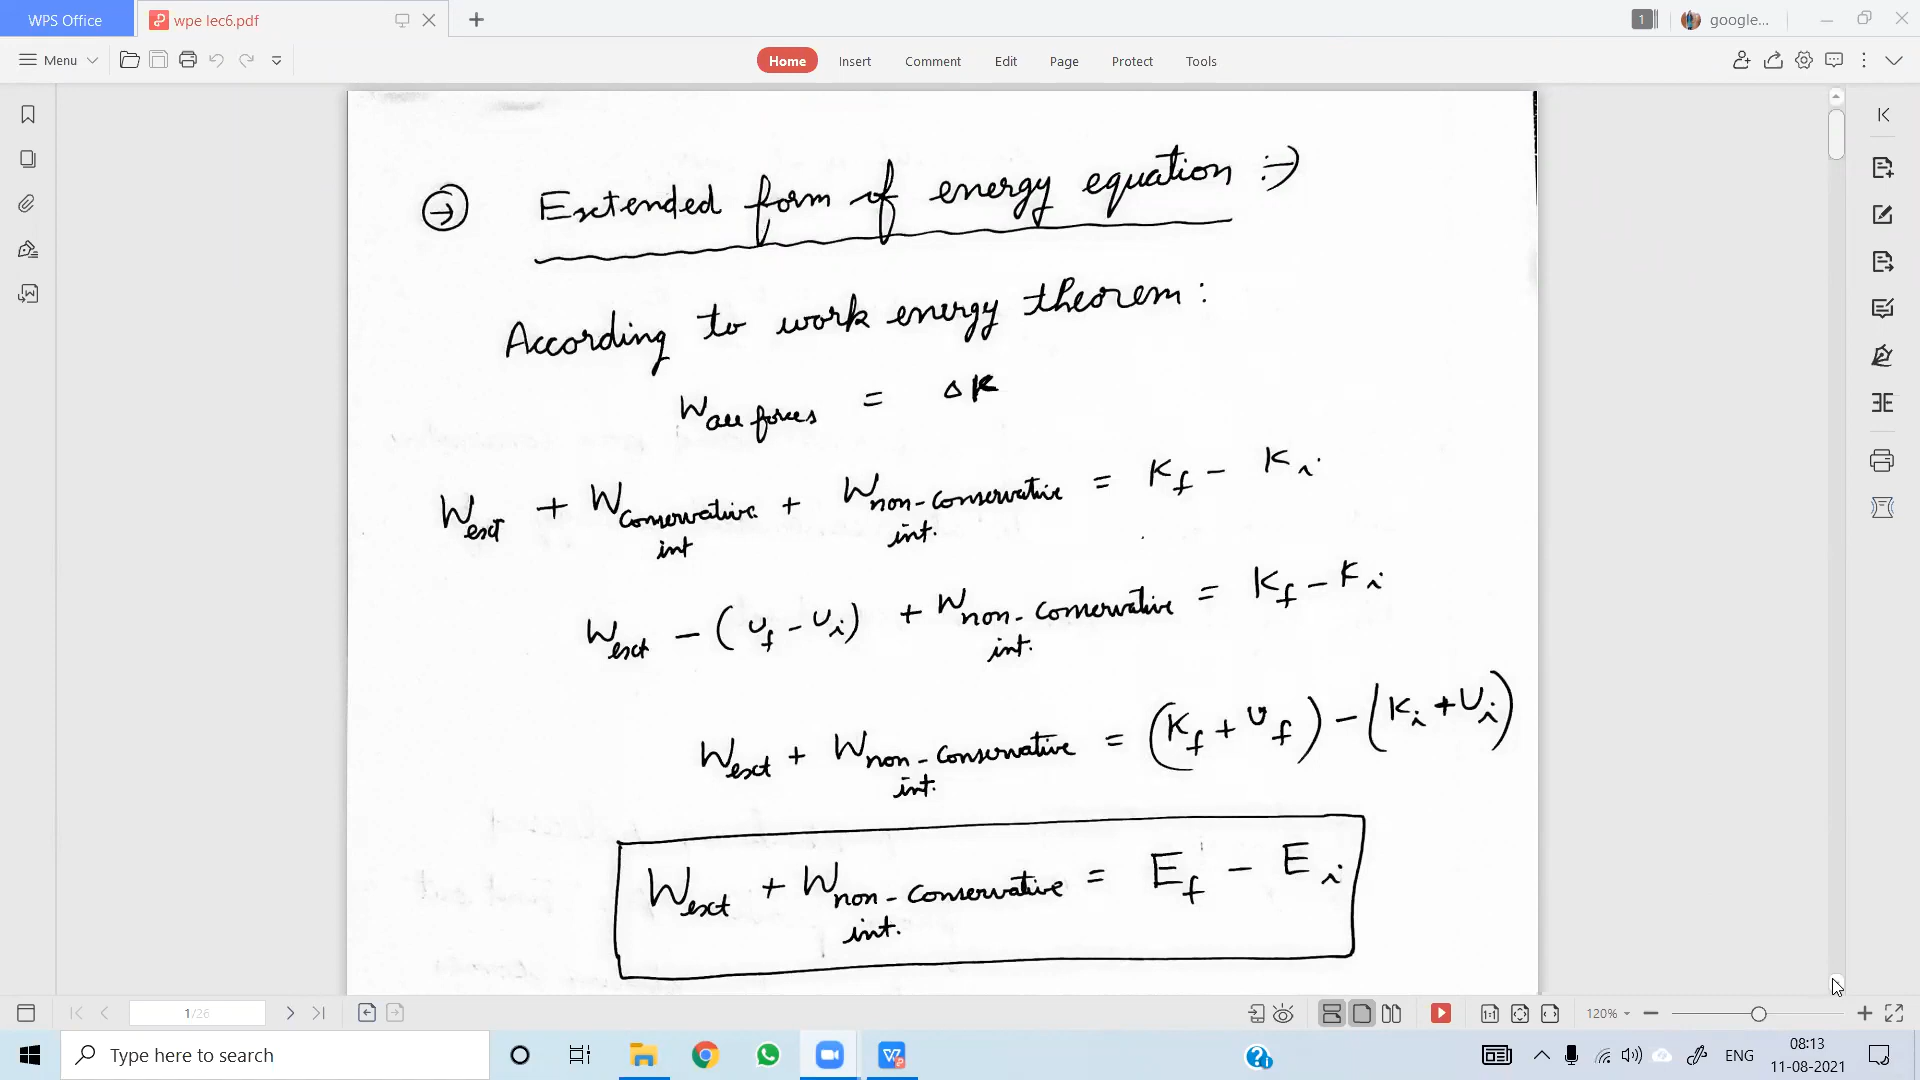 WPS Office
wpe lec6.pdf
1
google...
Menu
Home Insert Comment Edit Page Protect Tools
→ Extended form of energy equation :→
According to work energy theorem :
W all forces = ΔK
W ext + W conservative int + W non-conservative int. = K f - K i
W ext - (U f - U i) + W non-conservative int. = K f - K i
W ext + W non-conservative int. = (K f + U f) - (K i + U i)
W ext + W non-conservative int. = E f - E i
1/26
1:1
120%
Type here to search
ENG
08:13
11-08-2021